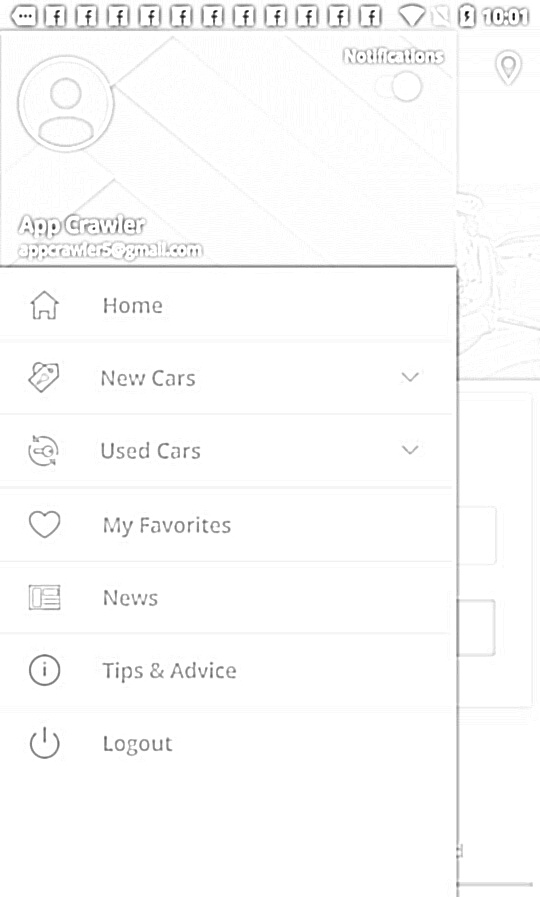 10:01
Notifications
App Crawler
appcrawler5@gmail.com
Home
New Cars
Used Cars
My Favorites
News
Tips & Advice
Logout